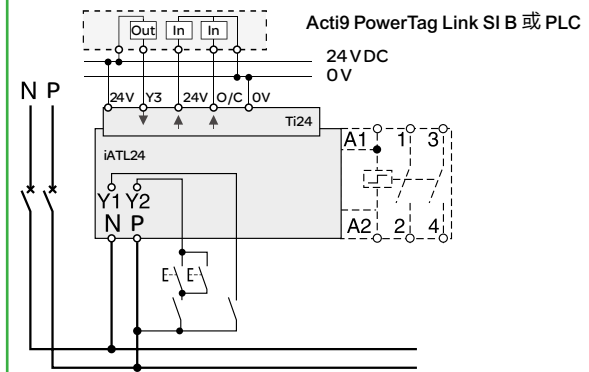 Out In In
Acti9 PowerTag Link SI B 或 PLC
24 V DC
0 V
N P
24V Y3 24V O/C 0V
Ti24
iATL24
A1 1 3
Y1 Y2
N P
A2 2 4
E E